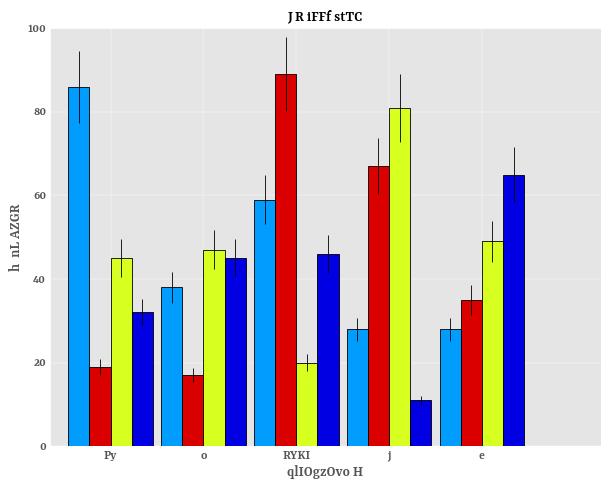 J R iFFf stTC
h nL AZGR
100
80
60
40
20
0
Py o RYKI j e
qlIOgzOvo H